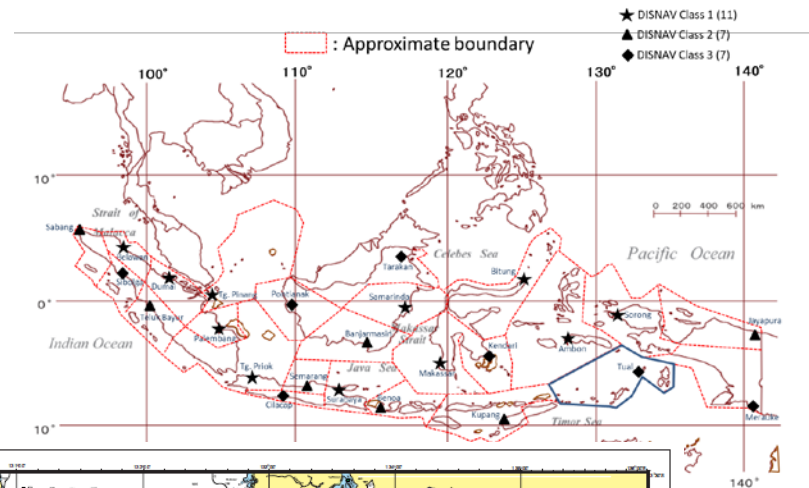 ★ DISNAV Class 1 (11)
▲ DISNAV Class 2 (7)
◆ DISNAV Class 3 (7)
: Approximate boundary
100° 110° 120° 130° 140°
10°
0 200 400 600 km
Strait of
Malacca
Sabang
Belawan
Celebes Sea
Pacific Ocean
Sibolga
Dumai
Tarakan
Bitung
Tg. Pinang
Pontianak
Samarinda
0°
Teluk Bayur
Sorong
Jayapura
Palembang
Banjarmasin
Makassar
Strait
Indian Ocean
Kendari
Ambon
Tg. Priok
Java Sea
Makassar
Tual
Semarang
Cilacap
Surabaya
Benoa
Kupang
Merauke
10°
Timor Sea
140°